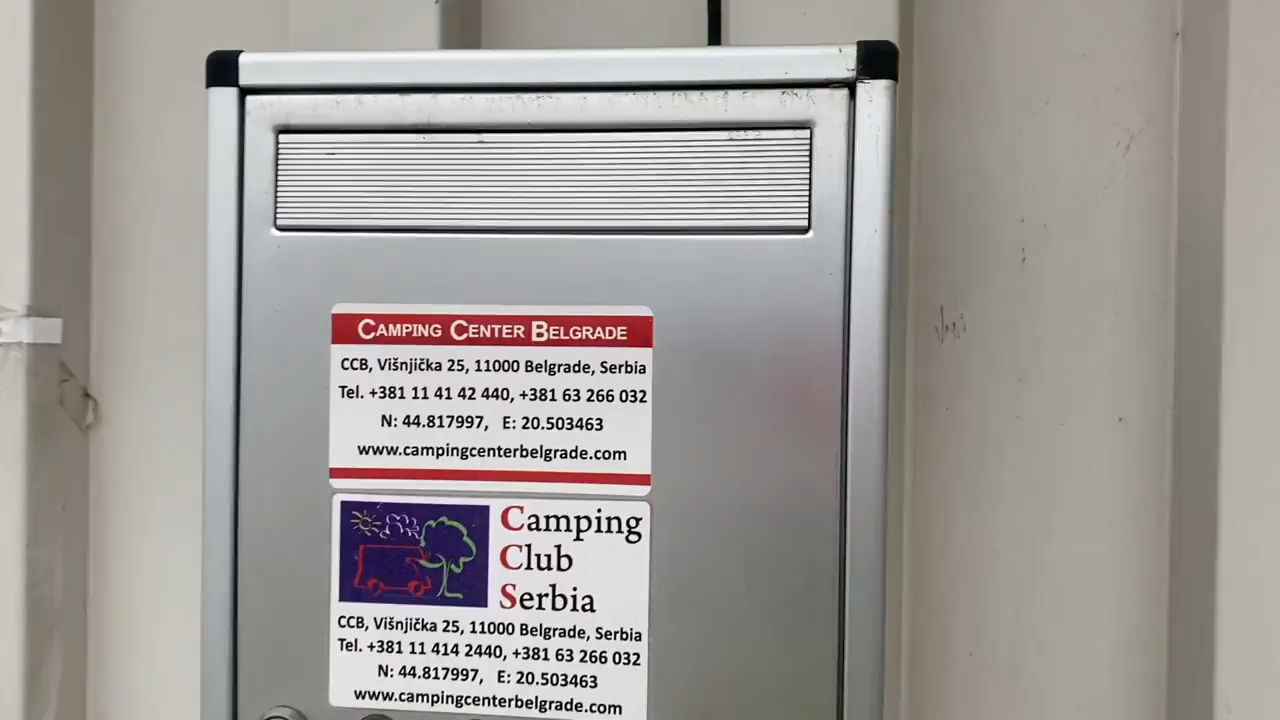 CAMPING CENTER BELGRADE
CCB, Višnjička 25, 11000 Belgrade, Serbia
Tel. +381 11 41 42 440, +381 63 266 032
N: 44.817997, E: 20.503463
www.campingcenterbelgrade.com
Camping
Club
Serbia
CCB, Višnjička 25, 11000 Belgrade, Serbia
Tel. +381 11 414 2440, +381 63 266 032
N: 44.817997, E: 20.503463
www.campingcenterbelgrade.com